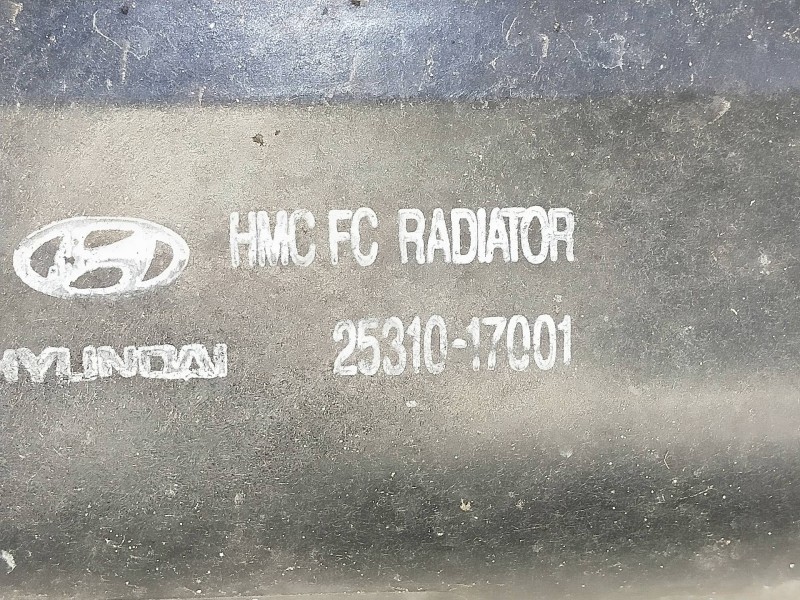 HMC FC RADIATOR
HYUNDAI
25310-17001